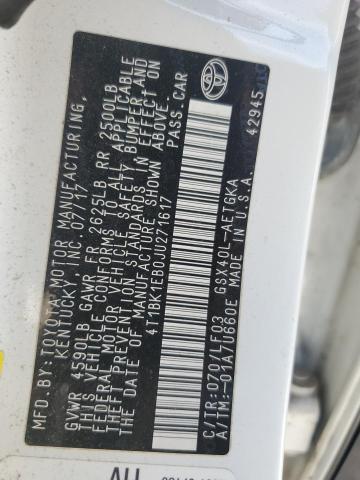 MFD.BY:TOYOTA MOTOR MANUFACTURING,
KENTUCKY, INC. 07/17
GVWR 4590LB GAWR FR 2625LB RR 2500LB
THIS VEHICLE CONFORMS TO ALL APPLICABLE
FEDERAL MOTOR VEHICLE SAFETY, BUMPER, AND
THEFT PREVENTION STANDARDS IN EFFECT ON
THE DATE OF MANUFACTURE SHOWN ABOVE.
4T1BK1EB0JU271617 PASS.CAR
C/TR:070/LF03 GSX40L-AETGKA
A/TM:-01A/U660E MADE IN U.S.A. 42945